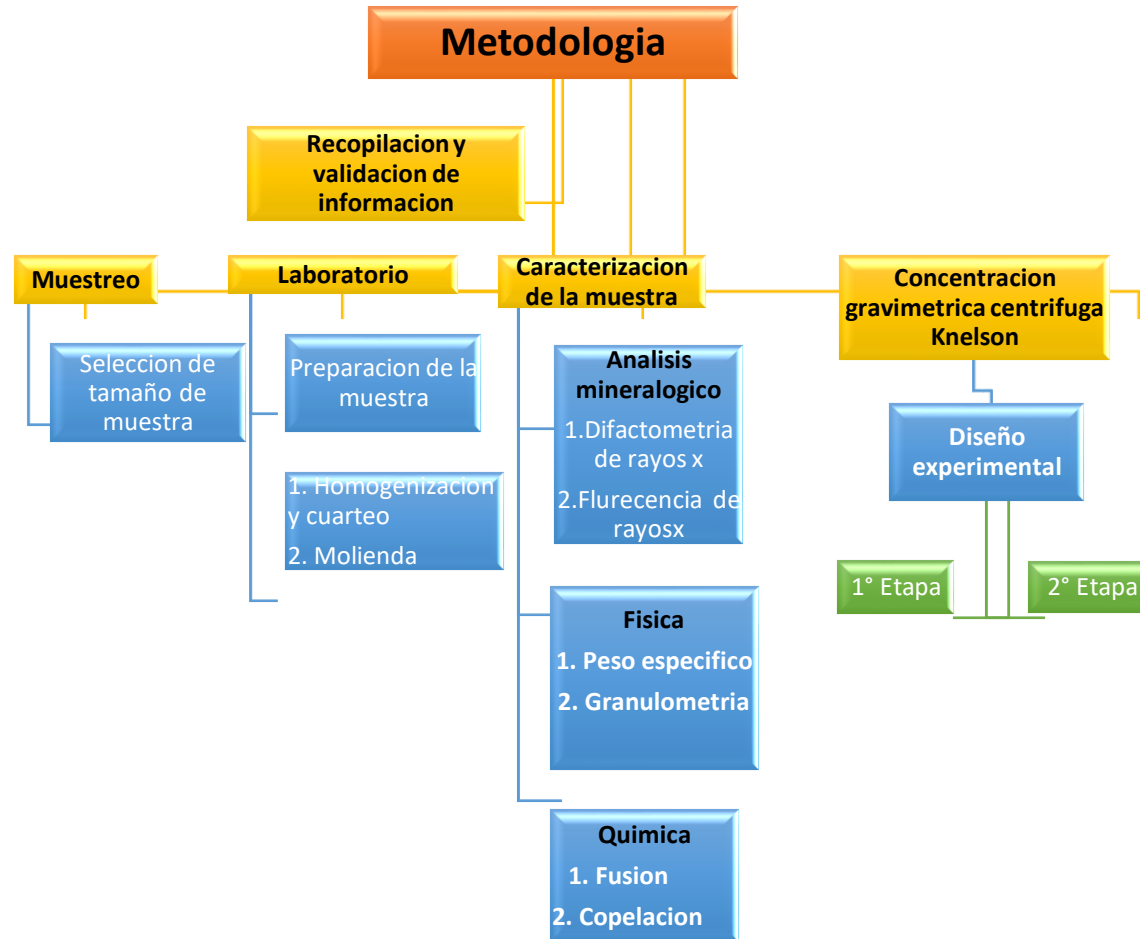 Metodologia
Recopilacion y
validacion de
informacion
Muestreo
Seleccion de
tamaño de
muestra
Laboratorio
Preparacion de la
muestra
1. Homogenizacion
y cuarteo
2. Molienda
Caracterizacion
de la muestra
Analisis
mineralogico
1.Difactometria
de rayos x
2.Flurecencia de
rayosx
Fisica
1. Peso especifico
2. Granulometria
Quimica
1. Fusion
2. Copelacion
Concentracion
gravimetrica centrifuga
Knelson
Diseño
experimental
1° Etapa
2° Etapa